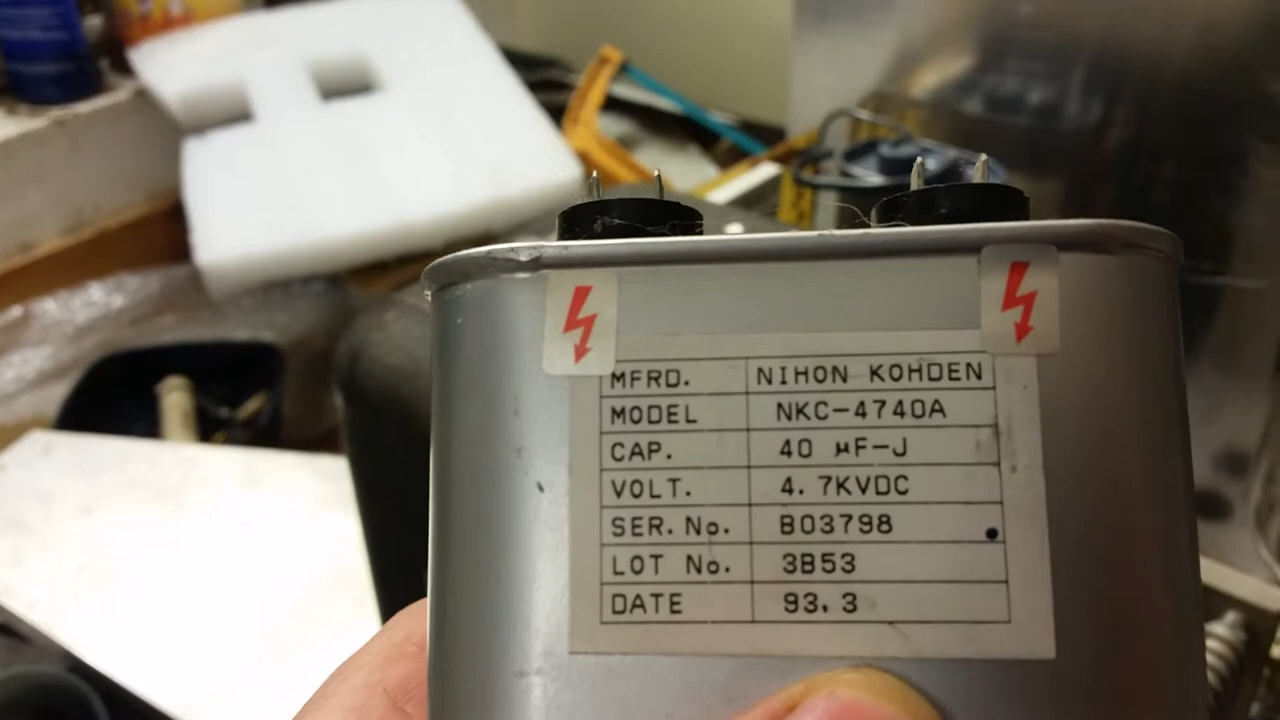 MFRD. NIHON KOHDEN
MODEL NKC-4740A
CAP. 40 μF-J
VOLT. 4.7KVDC
SER.No. B03798
LOT No. 3B53
DATE 93.3